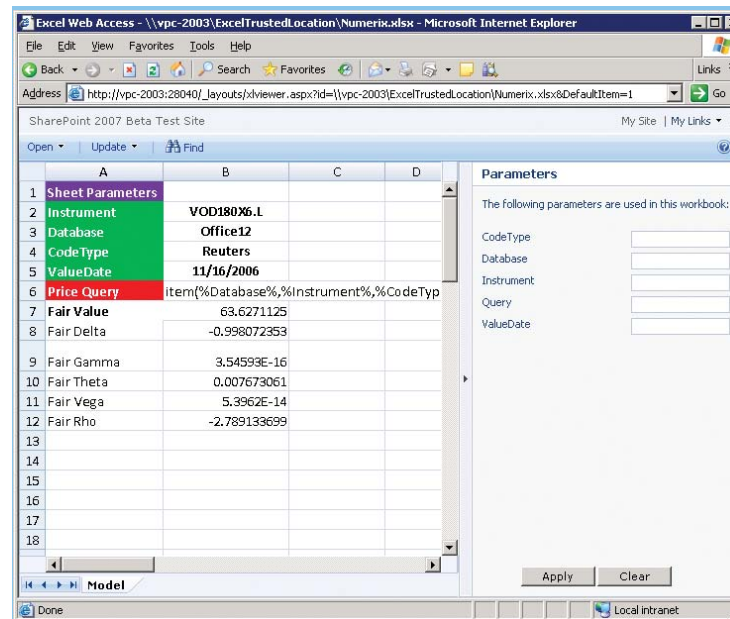 Excel Web Access - \\vpc-2003\ExcelTrustedLocation\Numerix.xlsx - Microsoft Internet Explorer
File Edit View Favorites Tools Help
Back Search Favorites
Links
Address http://vpc-2003:28040/_layouts/xlviewer.aspx?id=\\vpc-2003\ExcelTrustedLocation\Numerix.xlsx&DefaultItem=1 Go
SharePoint 2007 Beta Test Site My Site | My Links
Open | Update | Find
A B C D
1 Sheet Parameters
2 Instrument VOD180X6.L
3 Database Office12
4 CodeType Reuters
5 ValueDate 11/16/2006
6 Price Query item(%Database%,%Instrument%,%CodeTyp
7 Fair Value 63.6271125
8 Fair Delta -0.998072353
9 Fair Gamma 3.54593E-16
10 Fair Theta 0.007673061
11 Fair Vega 5.3962E-14
12 Fair Rho -2.789133699
13
14
15
16
17
18
Model
Parameters
The following parameters are used in this workbook:
CodeType
Database
Instrument
Query
ValueDate
Apply Clear
Done Local intranet